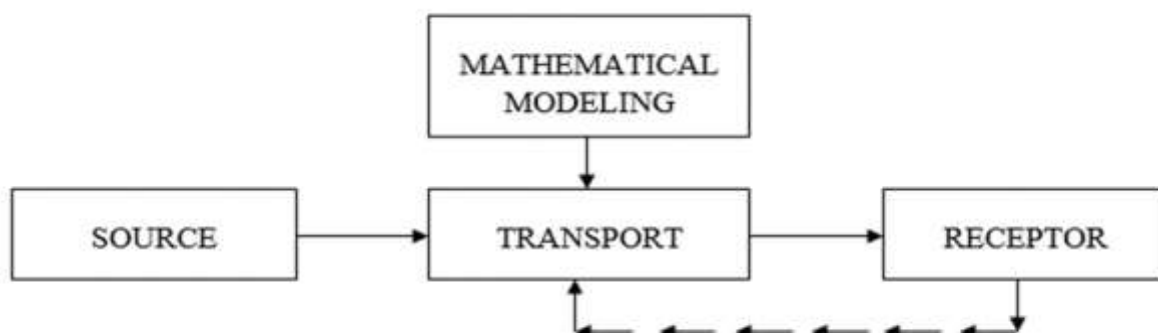 MATHEMATICAL
MODELING
SOURCE
TRANSPORT
RECEPTOR